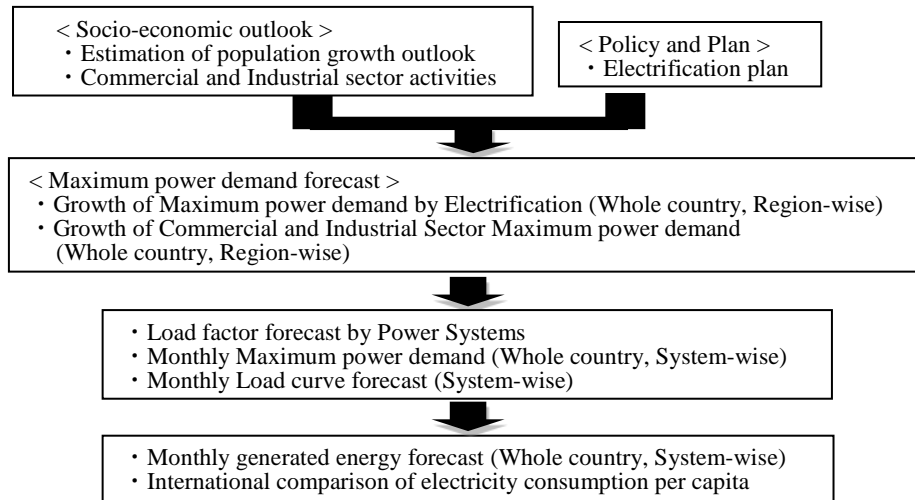 < Socio-economic outlook >
・Estimation of population growth outlook
・Commercial and Industrial sector activities
< Policy and Plan >
・Electrification plan
< Maximum power demand forecast >
・Growth of Maximum power demand by Electrification (Whole country, Region-wise)
・Growth of Commercial and Industrial Sector Maximum power demand
(Whole country, Region-wise)
・Load factor forecast by Power Systems
・Monthly Maximum power demand (Whole country, System-wise)
・Monthly Load curve forecast (System-wise)
・Monthly generated energy forecast (Whole country, System-wise)
・International comparison of electricity consumption per capita